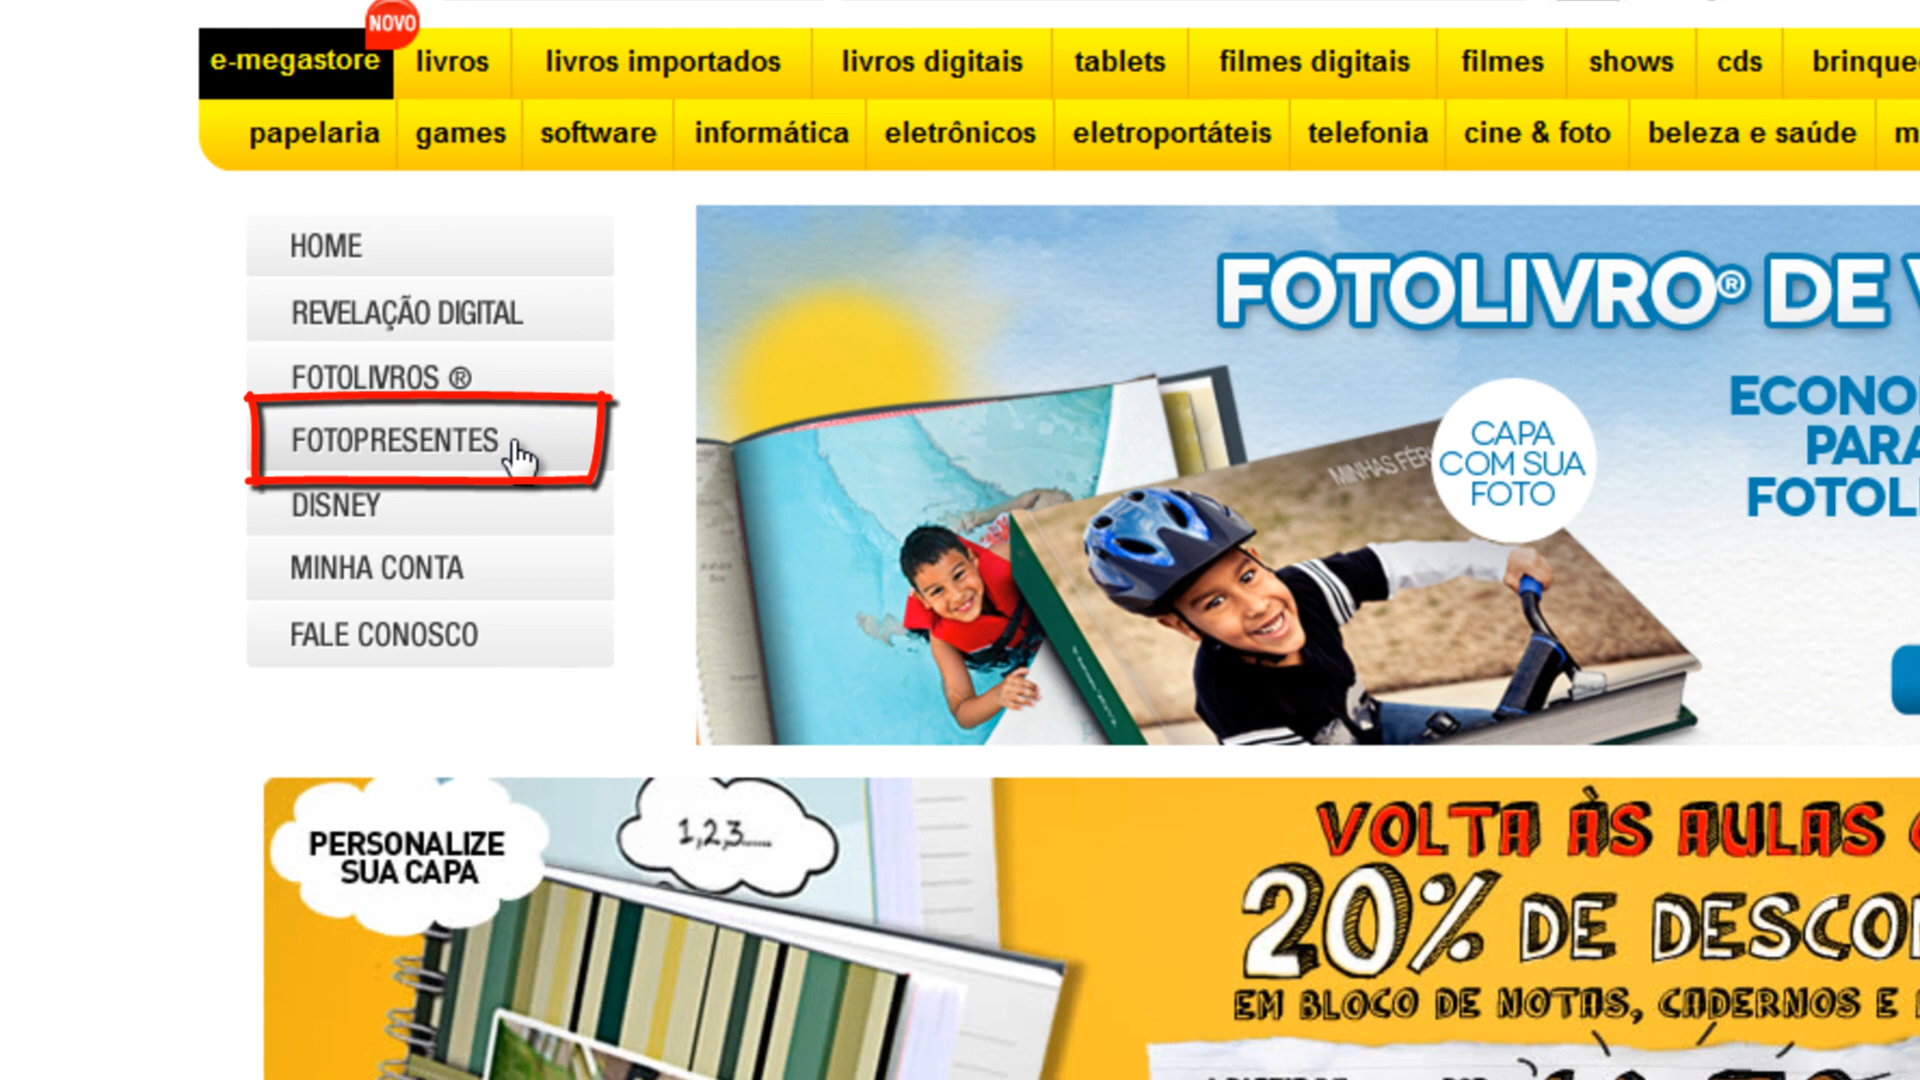 NOVO
e-megastore livros livros importados livros digitais tablets filmes digitais filmes shows cds
papelaria games software informática eletrônicos eletroportáteis telefonia cine & foto beleza e saúde
HOME
REVELAÇÃO DIGITAL
FOTOLIVROS ®
FOTOPRESENTES
DISNEY
MINHA CONTA
FALE CONOSCO
FOTOLIVRO® DE
CAPA
COM SUA
FOTO
MINHAS
PERSONALIZE
SUA CAPA
1,2,3.....
VOLTA ÀS AULAS
20% DE
EM BLOCO DE NOTAS, CADERNOS E